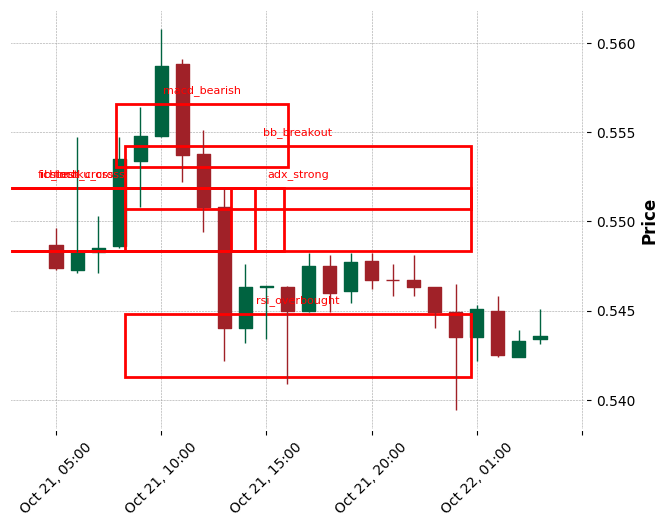 macd_bearish
bb_breakout
adx_strong
rsi_overbought
0.560
0.555
0.550
0.545
0.540
Price
Oct 21, 05:00
Oct 21, 10:00
Oct 21, 15:00
Oct 21, 20:00
Oct 22, 01:00